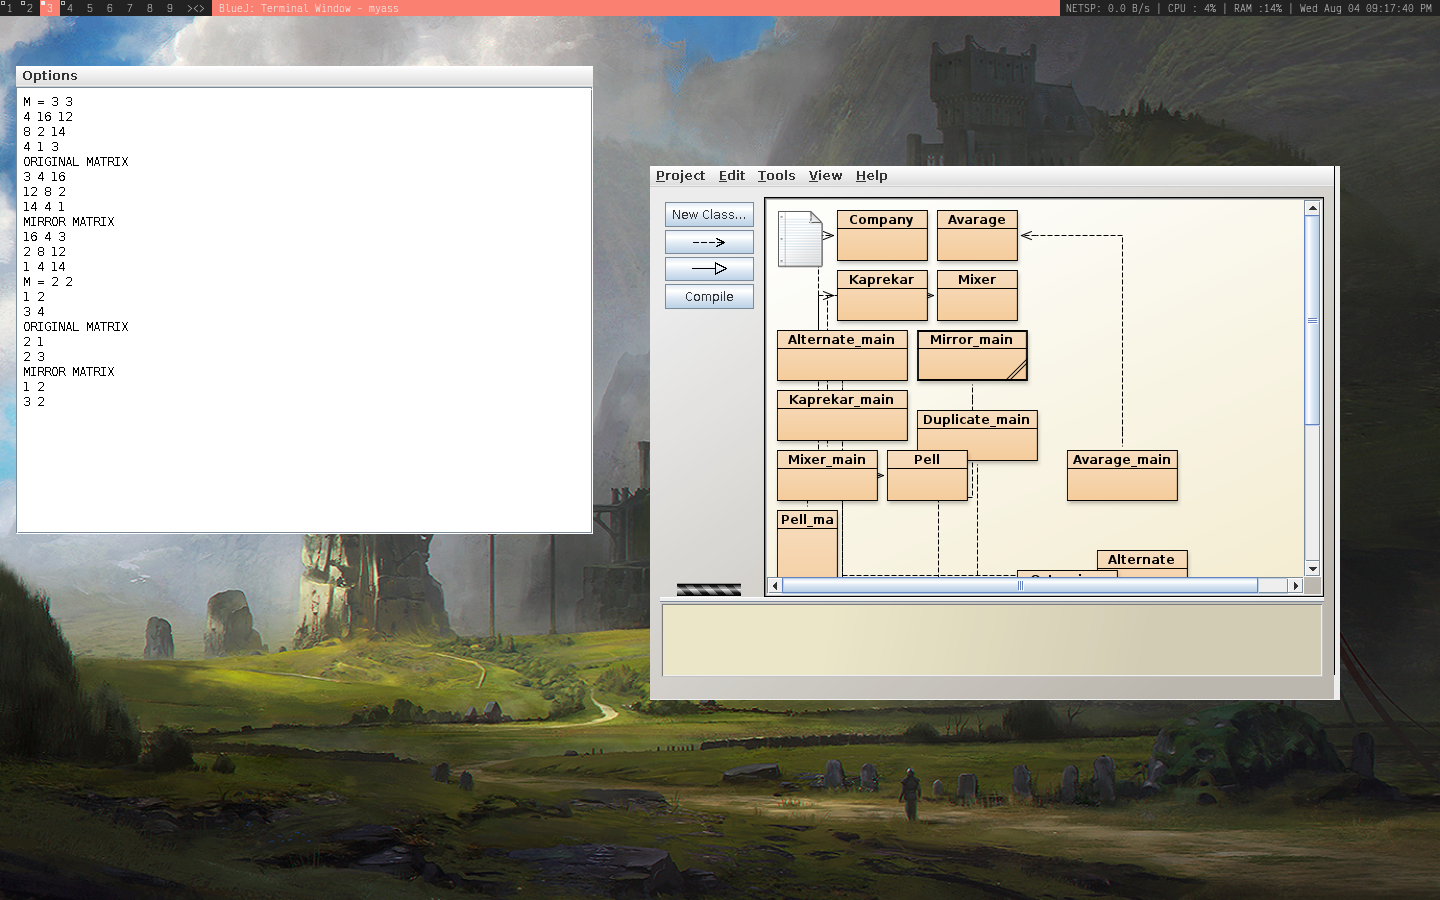 1 2 3 4 5 6 7 8 9 ><> BlueJ: Terminal Window - myass NETSP: 0.0 B/s | CPU : 4% | RAM :14% | Wed Aug 04 09:17:40 PM
Options
M = 3 3
4 16 12
8 2 14
4 1 3
ORIGINAL MATRIX
3 4 16
12 8 2
14 4 1
MIRROR MATRIX
16 4 3
2 8 12
1 4 14
M = 2 2
1 2
3 4
ORIGINAL MATRIX
2 1
2 3
MIRROR MATRIX
1 2
3 2
Project Edit Tools View Help
New Class...
Compile
Company Avarage
Kaprekar Mixer
Alternate_main Mirror_main
Kaprekar_main
Duplicate_main
Mixer_main Pell Avarage_main
Pell_ma
Alternate